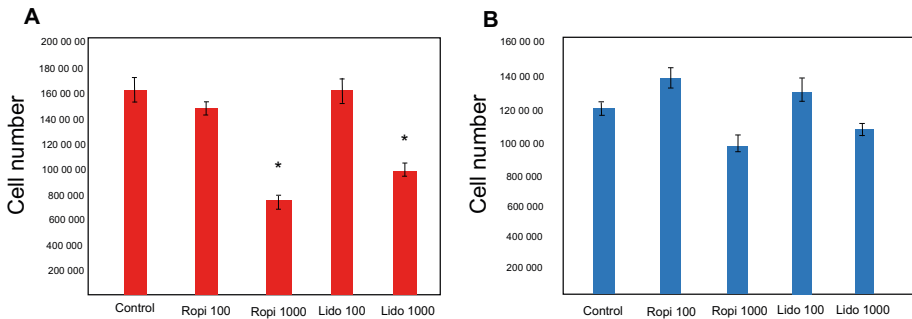 A
Cell number
200 00 00
180 00 00
160 00 00
140 00 00
120 00 00
100 00 00
800 000
600 000
400 000
200 000
*
*
Control
Ropi 100
Ropi 1000
Lido 100
Lido 1000
B
Cell number
160 00 00
140 00 00
120 00 00
100 00 00
800 000
600 000
400 000
200 000
Control
Ropi 100
Ropi 1000
Lido 100
Lido 1000